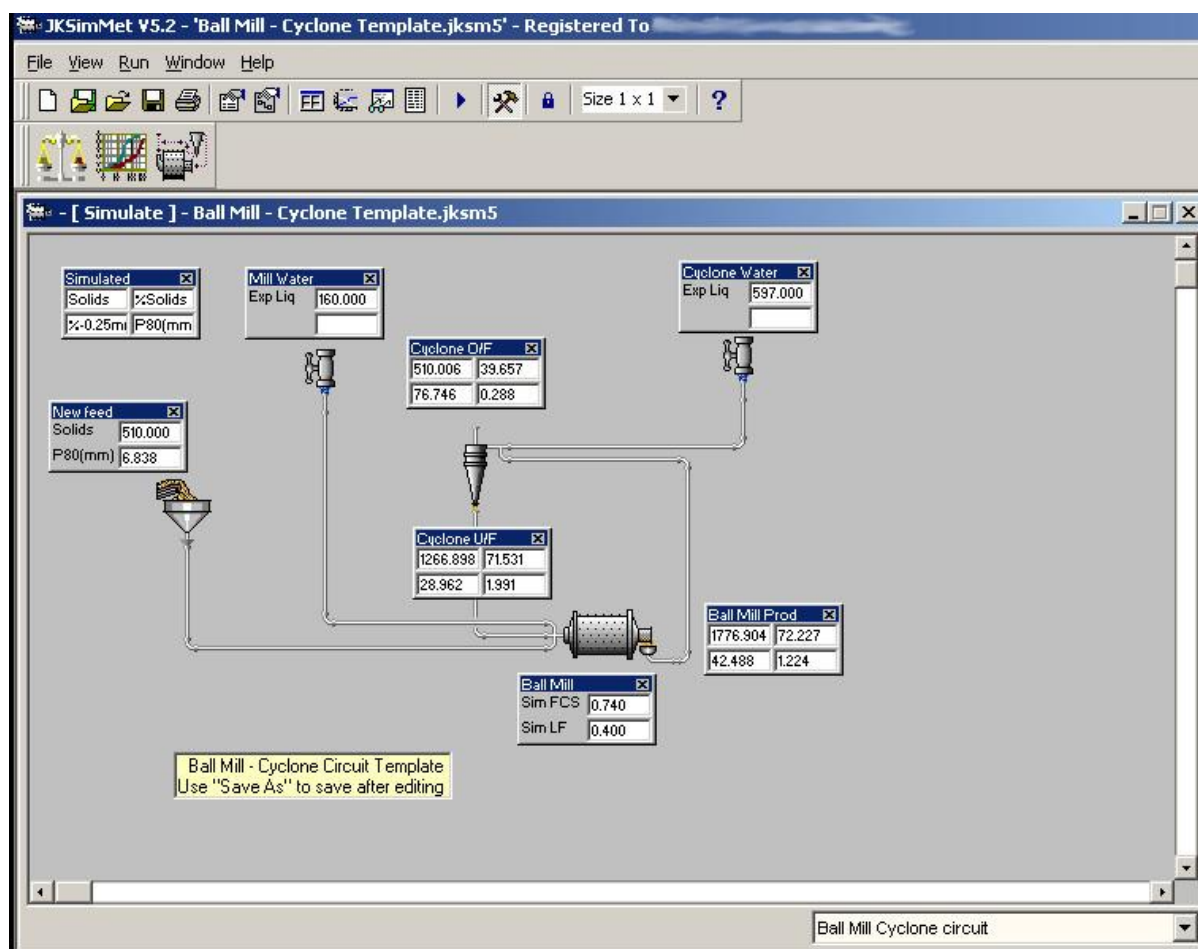 JKSimMet V5.2 - 'Ball Mill - Cyclone Template.jksm5' - Registered To
File View Run Window Help
FF Size 1 x 1 ?
- [ Simulate ] - Ball Mill - Cyclone Template.jksm5
Simulated
Solids %Solids
%-0.25mi P80(mm
Mill Water
Exp Liq 160.000
Cyclone Water
Exp Liq 597.000
Cyclone O/F
510.006 39.657
76.746 0.288
New feed
Solids 510.000
P80(mm) 6.838
Cyclone U/F
1266.898 71.531
28.962 1.991
Ball Mill Prod
1776.904 72.227
42.488 1.224
Ball Mill
Sim FCS 0.740
Sim LF 0.400
Ball Mill - Cyclone Circuit Template
Use "Save As" to save after editing
Ball Mill Cyclone circuit